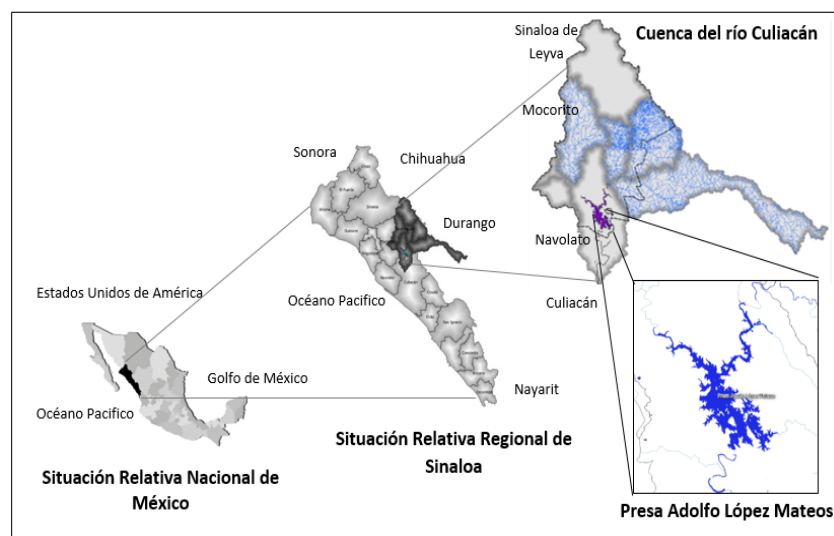 Sinaloa de
Leyva
Cuenca del río Culiacán
Mocorito
Sonora
Chihuahua
Durango
Navolato
Culiacán
Estados Unidos de América
Océano Pacifico
Golfo de México
Océano Pacifico
Nayarit
Situación Relativa Regional de
Sinaloa
Situación Relativa Nacional de
México
Presa Adolfo López Mateos